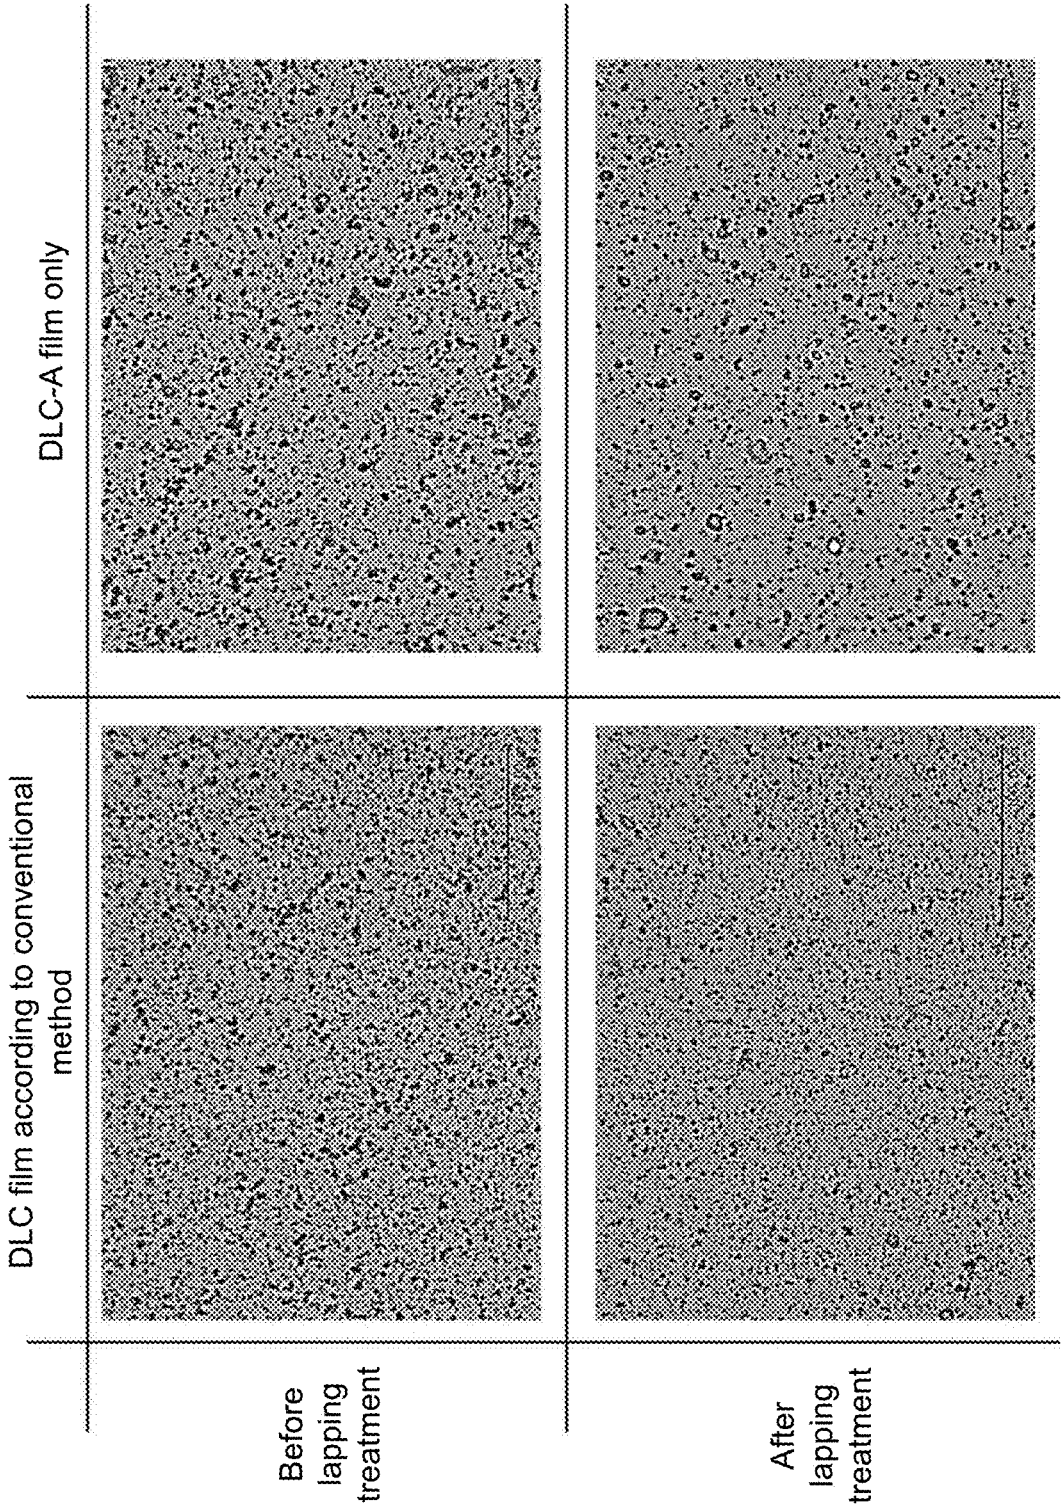 DLC film according to conventional
method
DLC-A film only
Before
lapping
treatment
After
lapping
treatment